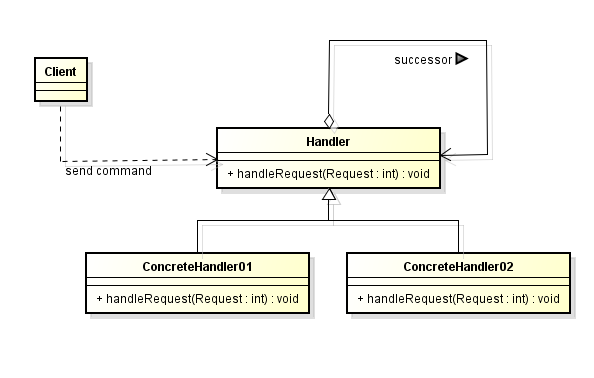 successor
Client
Handler
send command
+ handleRequest(Request : int) : void
ConcreteHandler01
ConcreteHandler02
+ handleRequest(Request : int) : void
+ handleRequest(Request : int) : void